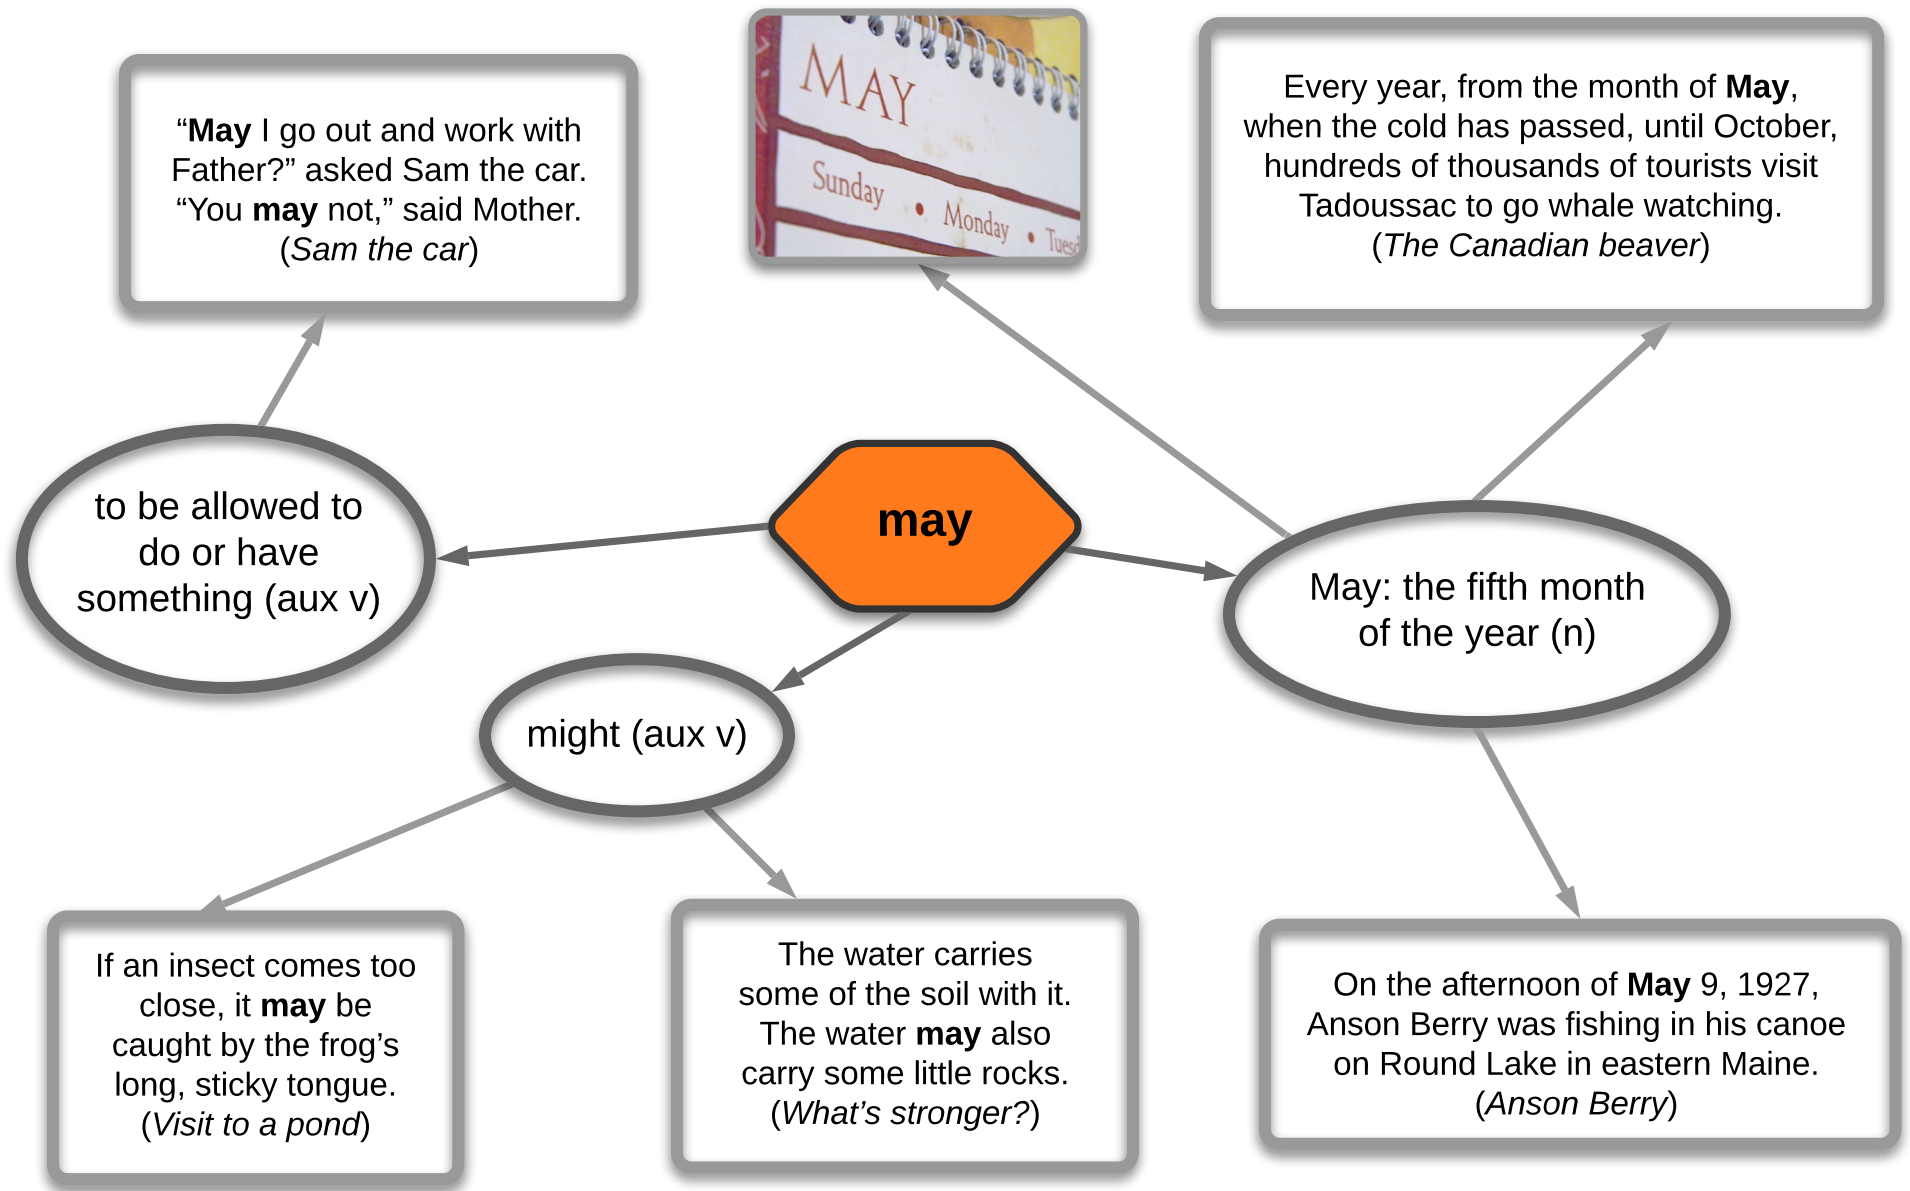 “May I go out and work with
Father?” asked Sam the car.
“You may not,” said Mother.
(Sam the car)
MAY
Sunday • Monday • Tuesd
Every year, from the month of May,
when the cold has passed, until October,
hundreds of thousands of tourists visit
Tadoussac to go whale watching.
(The Canadian beaver)
to be allowed to
do or have
something (aux v)
may
May: the fifth month
of the year (n)
might (aux v)
If an insect comes too
close, it may be
caught by the frog’s
long, sticky tongue.
(Visit to a pond)
The water carries
some of the soil with it.
The water may also
carry some little rocks.
(What’s stronger?)
On the afternoon of May 9, 1927,
Anson Berry was fishing in his canoe
on Round Lake in eastern Maine.
(Anson Berry)